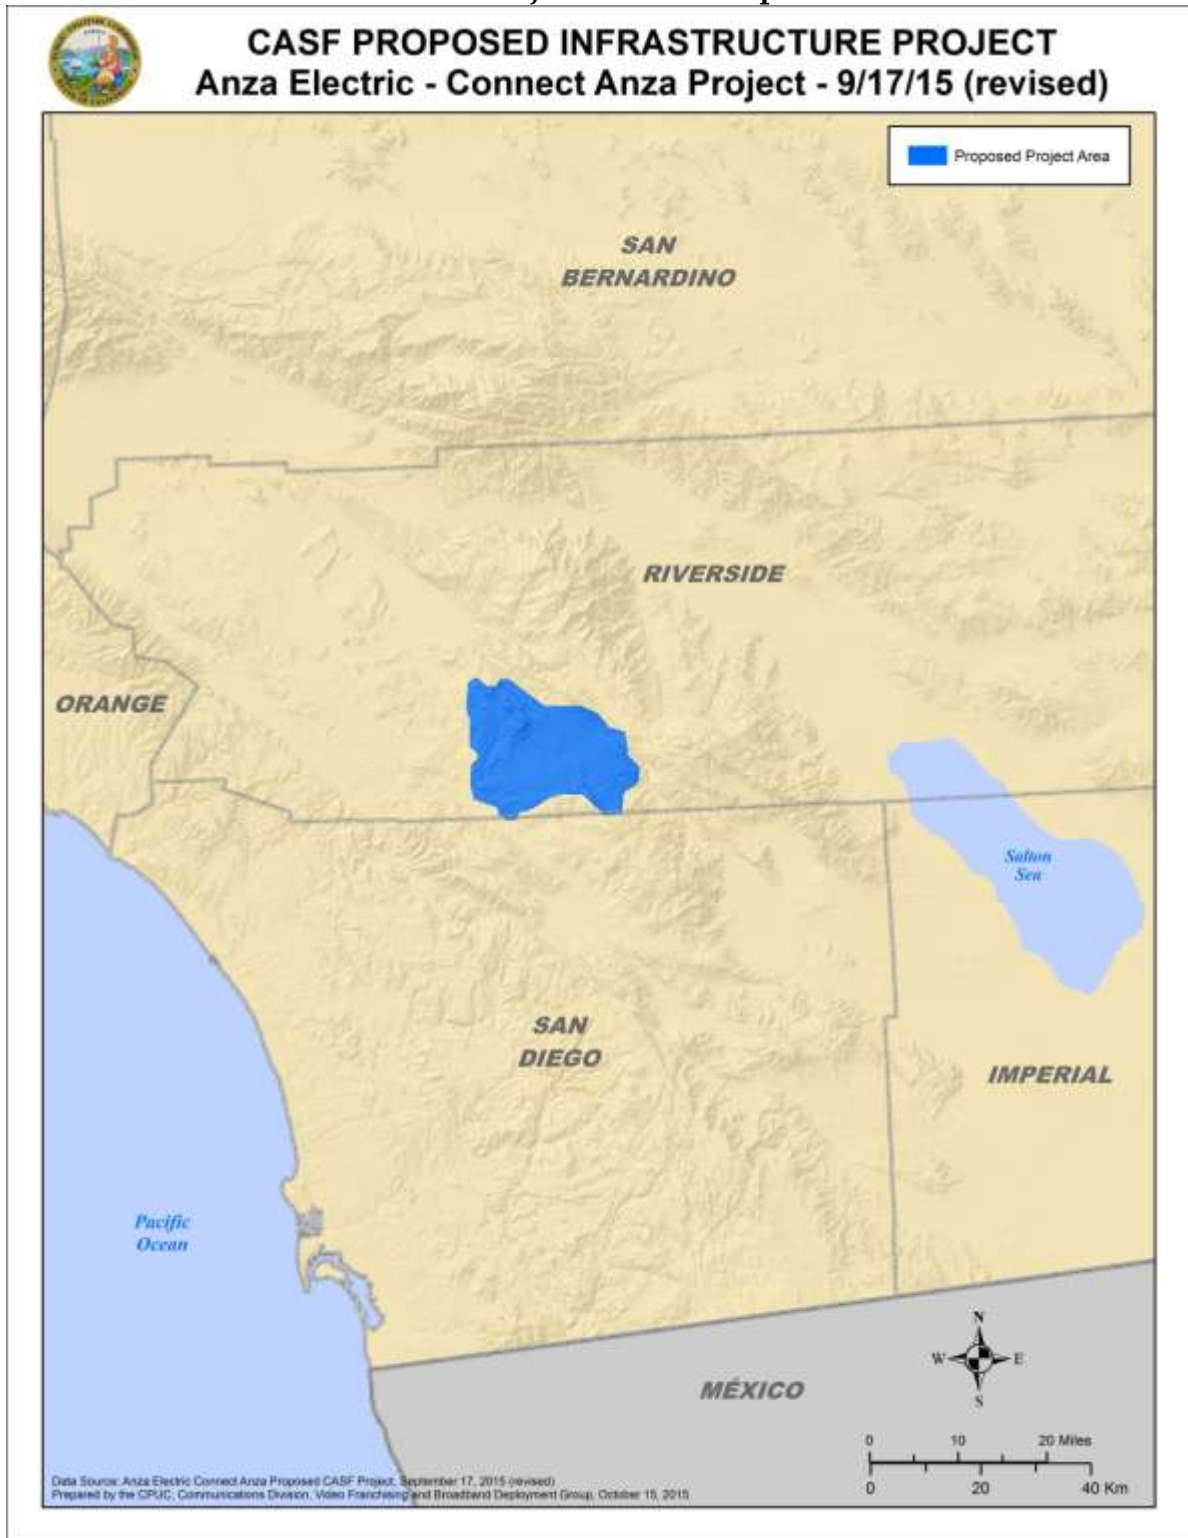 CASF PROPOSED INFRASTRUCTURE PROJECT
Anza Electric - Connect Anza Project - 9/17/15 (revised)
Proposed Project Area
SAN
BERNARDINO
RIVERSIDE
ORANGE
Salton
Sea
SAN
DIEGO
IMPERIAL
Pacific
Ocean
N
W E
S
MÉXICO
0 10 20 Miles
0 20 40 Km
Data Source: Anza Electric Connect Anza Proposed CASF Project, September 17, 2015 (revised)
Prepared by the CPUC, Communications Division, Video Franchising and Broadband Deployment Group, October 15, 2015